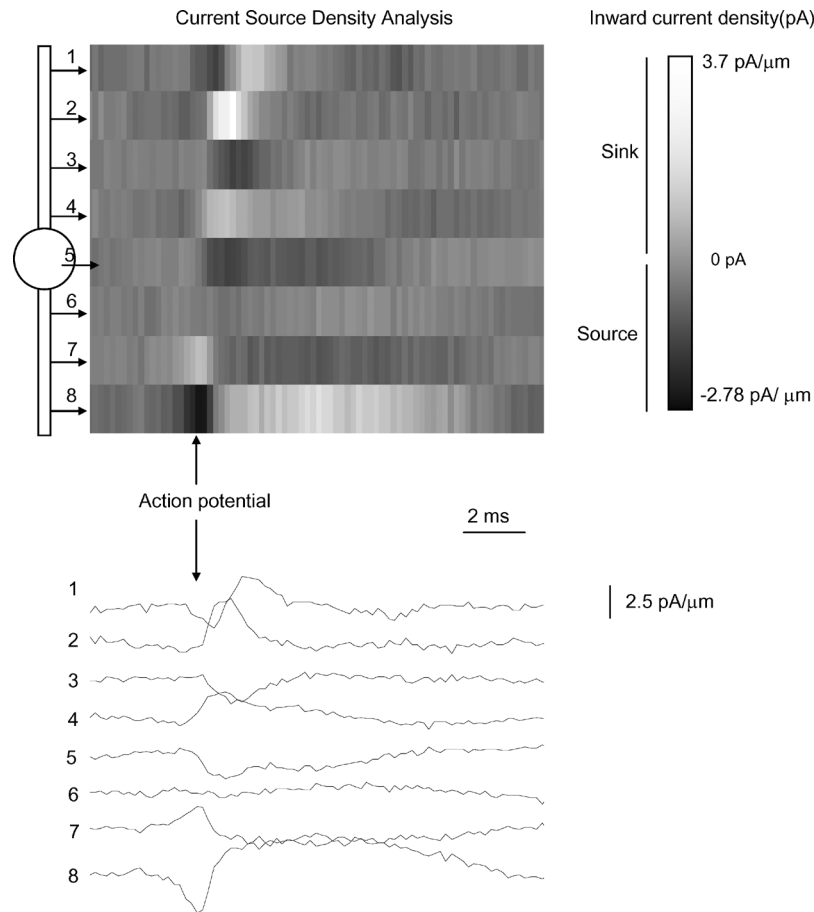 Current Source Density Analysis
Inward current density(pA)
1
2
3
4
5
6
7
8
3.7 pA/μm
Sink
0 pA
Source
-2.78 pA/ μm
Action potential
2 ms
1
2.5 pA/μm
2
3
4
5
6
7
8